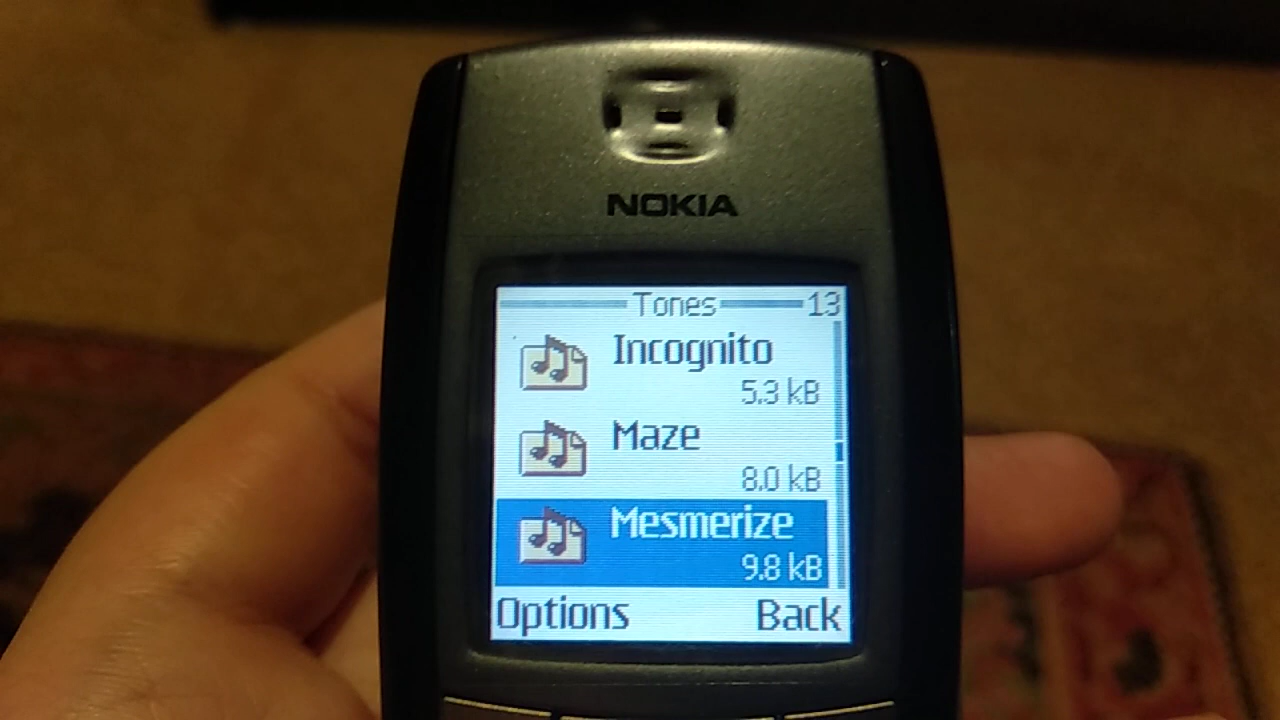 NOKIA
Tones 13
Incognito
5.3 kB
Maze
8.0 kB
Mesmerize
9.8 kB
Options Back